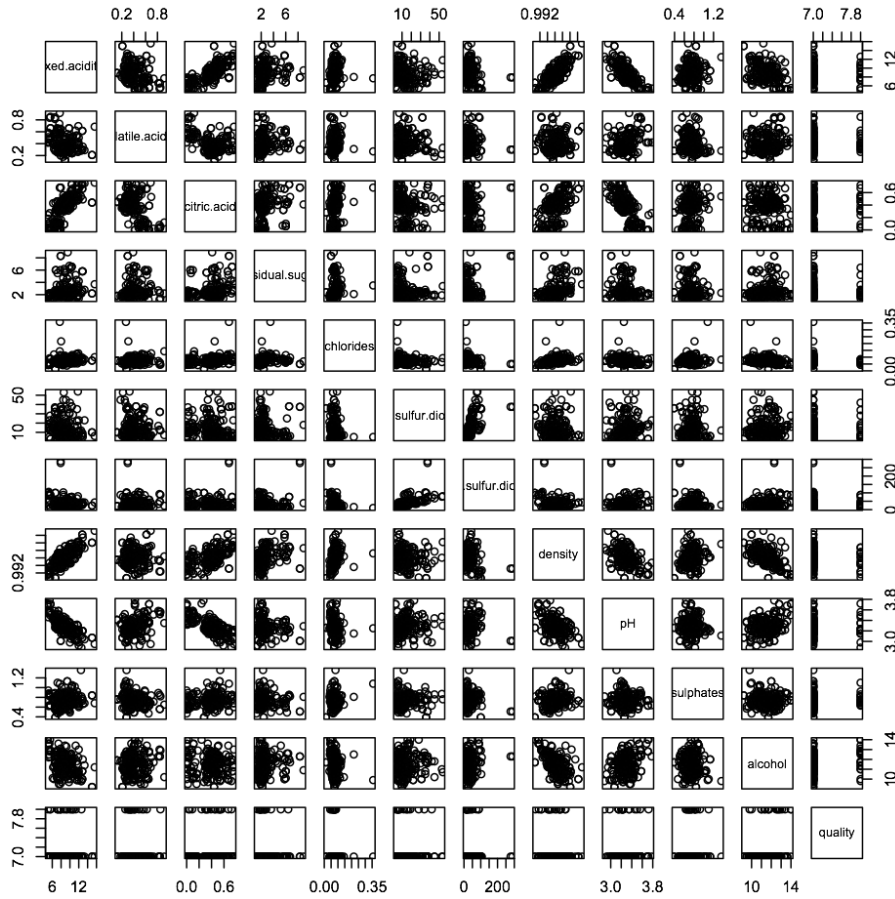 0.2 0.8 2 6 10 50 0.992 0.4 1.2 7.0 7.8
xed.acidit 6 12
0.2 0.8 latile.acid
citric.acid 0.0 0.6
2 6 sidual.sug
chlorides 0.00 0.35
10 50 sulfur.dio
.sulfur.dio 0 200
0.992 density
pH 3.0 3.8
0.4 1.2 sulphates
alcohol 10 14
7.0 7.8 quality
6 12 0.0 0.6 0.00 0.35 0 200 3.0 3.8 10 14